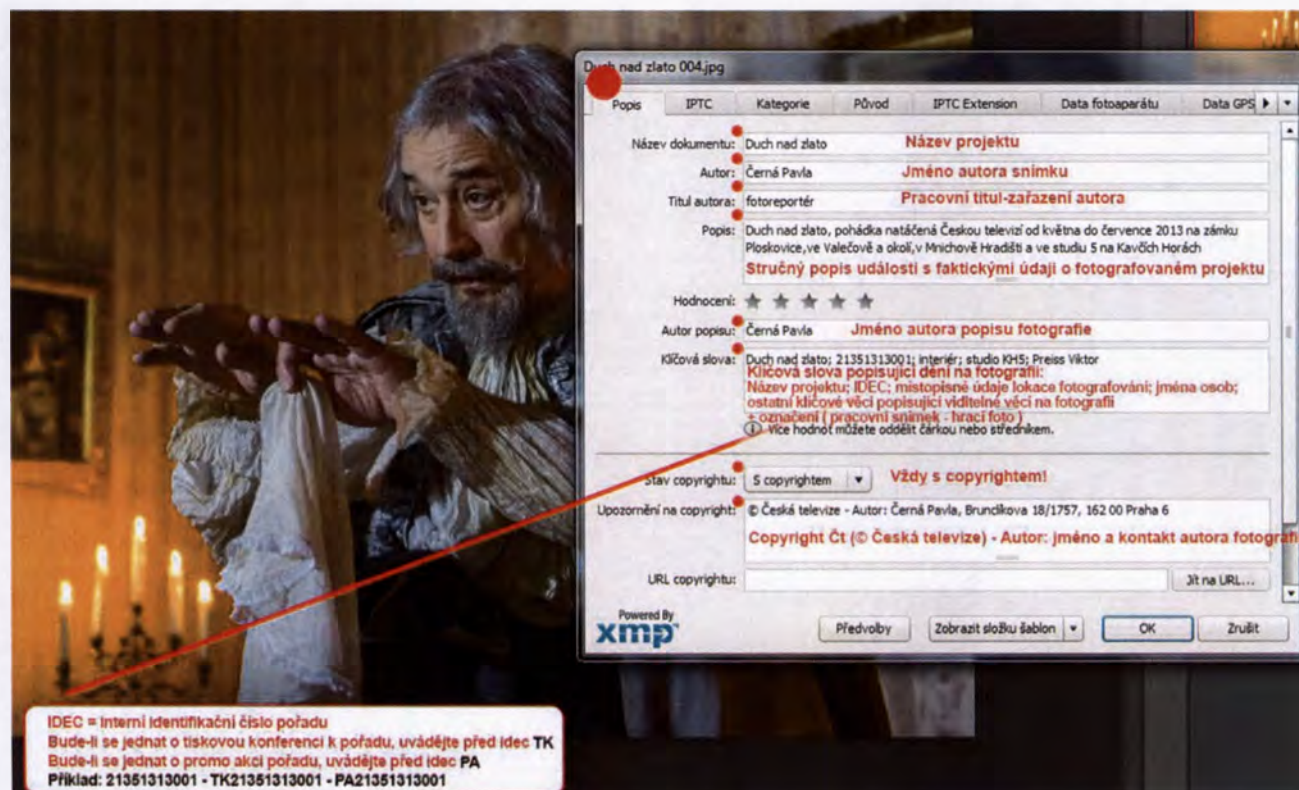 Duch nad zlato 004.jpg
Popis IPTC Kategorie Původ IPTC Extension Data fotoaparátu Data GPS
Název dokumentu: Duch nad zlato Název projektu
Autor: Černá Pavla Jméno autora snímku
Titul autora: fotoreportér Pracovní titul-zařazení autora
Popis: Duch nad zlato, pohádka natáčená Českou televizí od května do července 2013 na zámku
Ploskovice,ve Valečově a okolí,v Mnichově Hradišti a ve studiu 5 na Kavčích Horách
Stručný popis události s faktickými údaji o fotografovaném projektu
Hodnocení:
Autor popisu: Černá Pavla Jméno autora popisu fotografie
Klíčová slova: Duch nad zlato; 21351313001; interiér; studio KH5; Preiss Viktor
Klíčová slova popisující dění na fotografii:
Název projektu; IDEC; místopisné údaje lokace fotografování; jména osob;
ostatní klíčové věci popisující viditelné věci na fotografii
+ označení ( pracovní snímek - hrací foto )
Více hodnot můžete oddělit čárkou nebo středníkem.
Stav copyrightu: S copyrightem Vždy s copyrightem!
Upozornění na copyright: © Česká televize - Autor: Černá Pavla, Brunclíkova 18/1757, 162 00 Praha 6
Copyright Čt (© Česká televize) - Autor: jméno a kontakt autora fotografi
URL copyrightu: Jít na URL...
Powered By
xmp™ Předvolby Zobrazit složku šablon OK Zrušit
IDEC = Interní identifikační číslo pořadu
Bude-li se jednat o tiskovou konferenci k pořadu, uvádějte před idec TK
Bude-li se jednat o promo akci pořadu, uvádějte před idec PA
Příklad: 21351313001 - TK21351313001 - PA21351313001